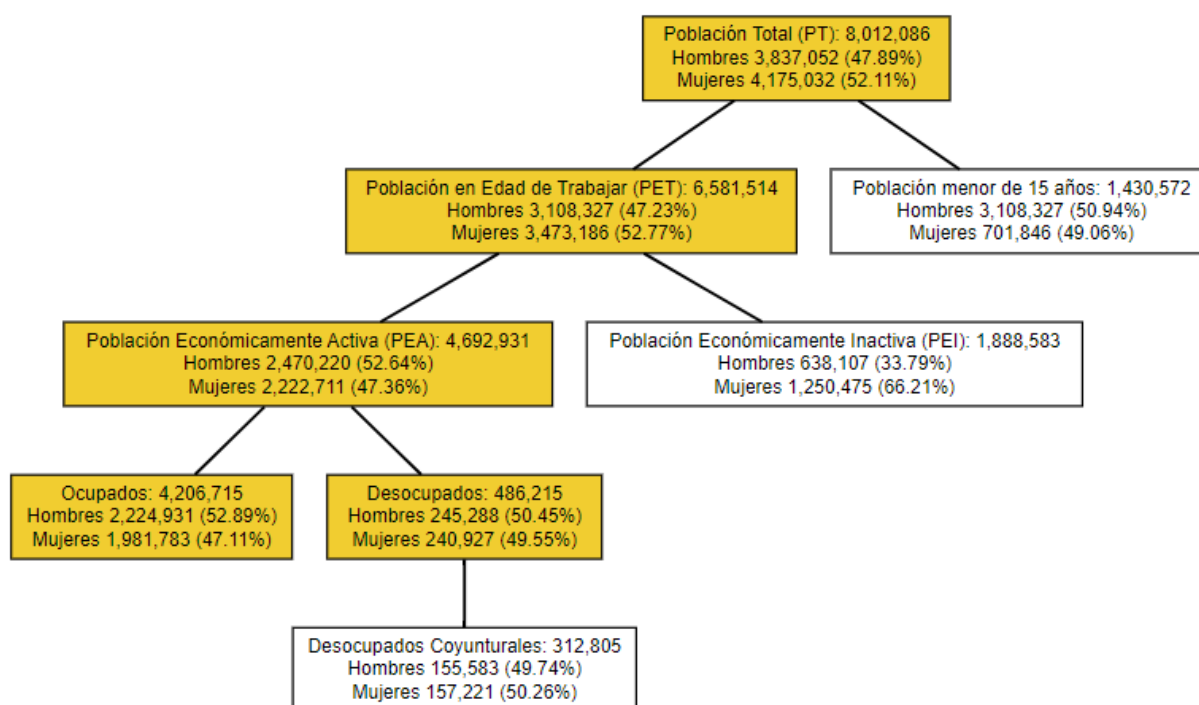 Población Total (PT): 8,012,086
Hombres 3,837,052 (47.89%)
Mujeres 4,175,032 (52.11%)
Población en Edad de Trabajar (PET): 6,581,514
Hombres 3,108,327 (47.23%)
Mujeres 3,473,186 (52.77%)
Población menor de 15 años: 1,430,572
Hombres 3,108,327 (50.94%)
Mujeres 701,846 (49.06%)
Población Económicamente Activa (PEA): 4,692,931
Hombres 2,470,220 (52.64%)
Mujeres 2,222,711 (47.36%)
Población Económicamente Inactiva (PEI): 1,888,583
Hombres 638,107 (33.79%)
Mujeres 1,250,475 (66.21%)
Ocupados: 4,206,715
Hombres 2,224,931 (52.89%)
Mujeres 1,981,783 (47.11%)
Desocupados: 486,215
Hombres 245,288 (50.45%)
Mujeres 240,927 (49.55%)
Desocupados Coyunturales: 312,805
Hombres 155,583 (49.74%)
Mujeres 157,221 (50.26%)